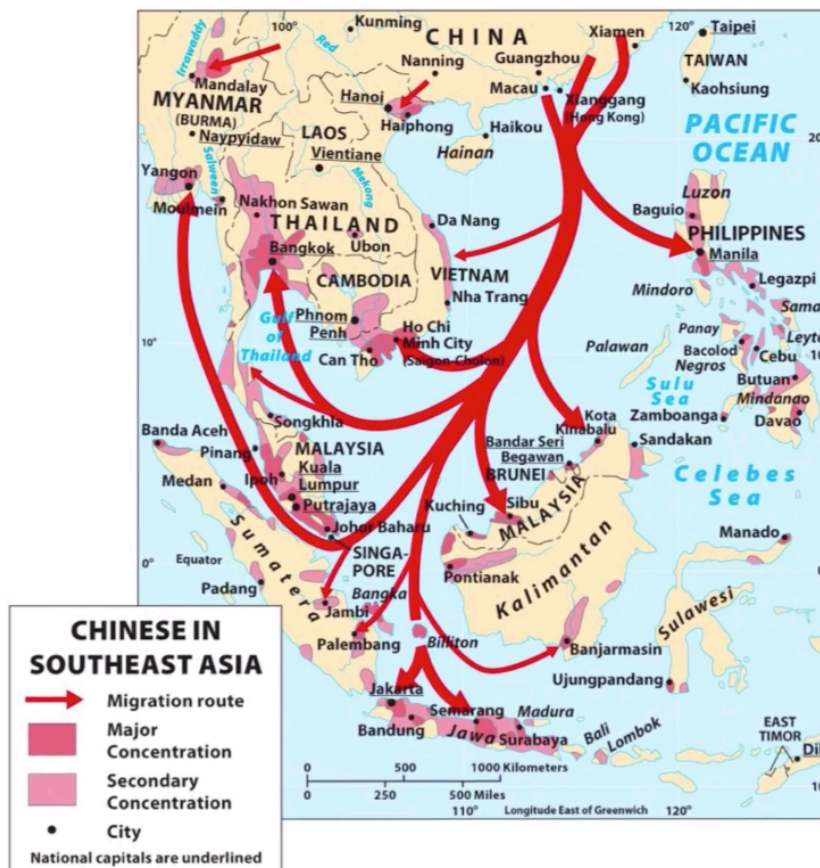 100°
Kunming
CHINA
Xiamen
120°
Taipei
Irrawaddy
Red
Nanning
Guangzhou
TAIWAN
Mandalay
Hanoi
Macau
Xianggang
(Hong Kong)
Kaohsiung
MYANMAR
(BURMA)
LAOS
Haiphong
Haikou
Hainan
PACIFIC
OCEAN
Naypyidaw
Vientiane
20
Salween
Mekong
Yangon
Moulmein
Nakhon Sawan
Luzon
THAILAND
Da Nang
Baguio
PHILIPPINES
Bangkok
Ubon
Manila
CAMBODIA
VIETNAM
Legazpi
Nha Trang
Mindoro
Phnom
Penh
Sama
Gulf
of
Thailand
Ho Chi
Minh City
(Saigon-Cholon)
10°
Can Tho
Palawan
Panay
Leyte
Bacolod
Cebu
10
Negros
Sulu
Sea
Butuan
Mindanao
Songkhla
Kota
Kinabalu
Zamboanga
Davao
Banda Aceh
Pinang
MALAYSIA
Bandar Seri
Begawan
Sandakan
Ipoh
Kuala
Lumpur
BRUNEI
Celebes
Sea
Medan
Putrajaya
Kuching
Sibu
MALAYSIA
Johor Baharu
Manado
Sumatera
SINGA-
PORE
Equator
0°
Pontianak
Kalimantan
0
Padang
Bangka
Jambi
Sulawesi
Palembang
Billiton
Banjarmasin
Ujungpandang
Jakarta
Semarang
Madura
Bandung
Jawa
Surabaya
Bali
Lombok
EAST
TIMOR
Dil
0 500 1000 Kilometers
0 250 500 Miles
110°
Longitude East of Greenwich
120°
10
CHINESE IN
SOUTHEAST ASIA
Migration route
Major
Concentration
Secondary
Concentration
City
National capitals are underlined